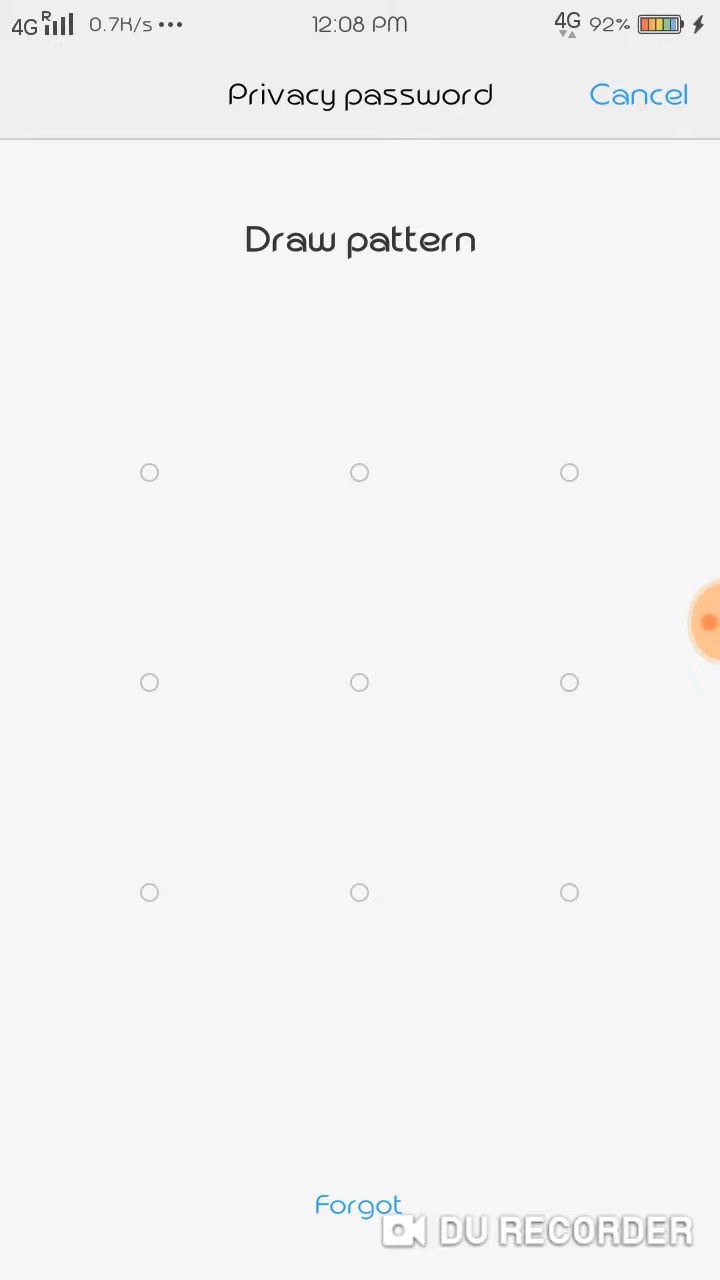 4G R 0.7K/s ••• 12:08 PM 4G 92%
Privacy password Cancel
Draw pattern
Forgot
DU RECORDER